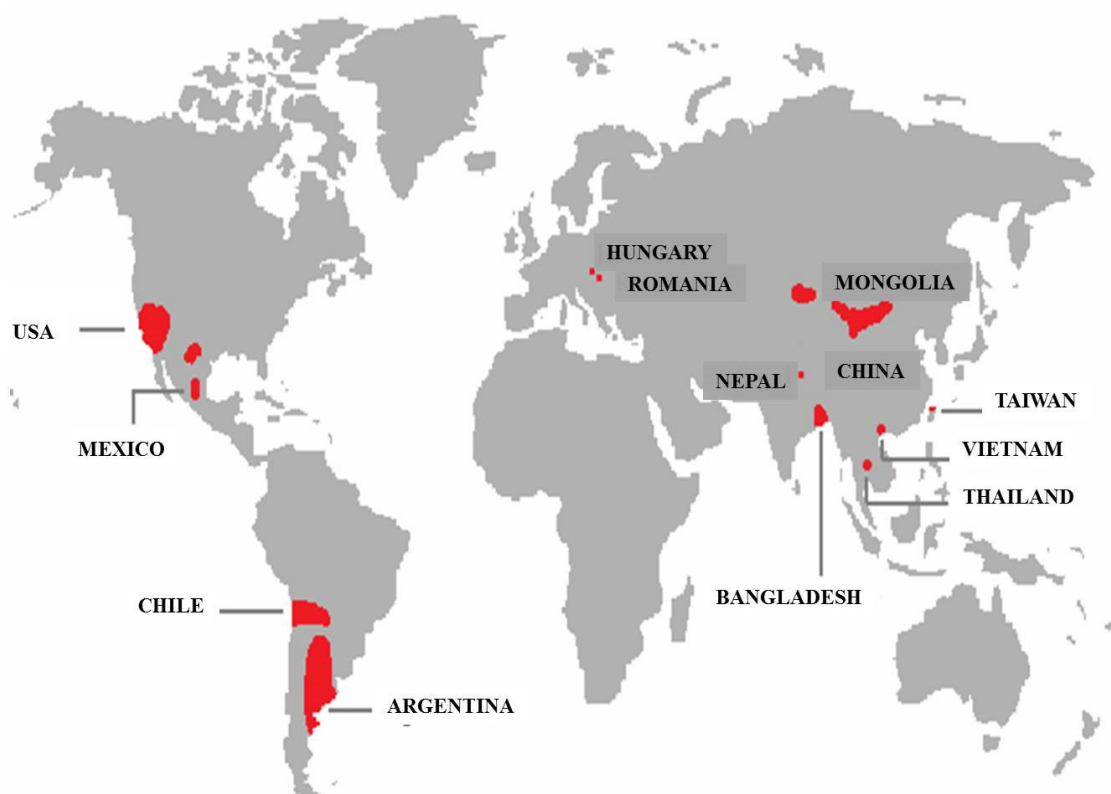 HUNGARY
ROMANIA
MONGOLIA
USA
NEPAL
CHINA
TAIWAN
MEXICO
VIETNAM
THAILAND
CHILE
BANGLADESH
ARGENTINA